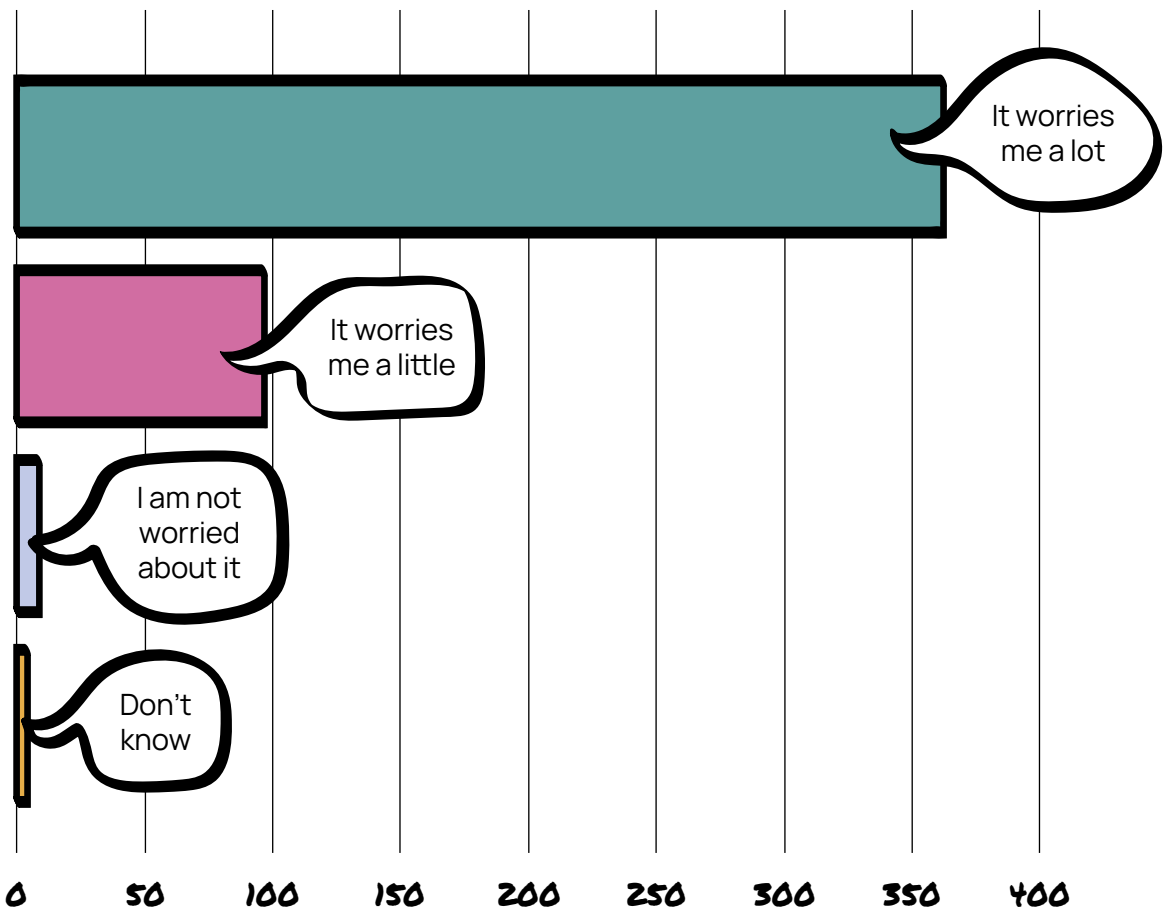 It worries
me a lot
It worries
me a little
I am not
worried
about it
Don’t
know
0 50 100 150 200 250 300 350 400